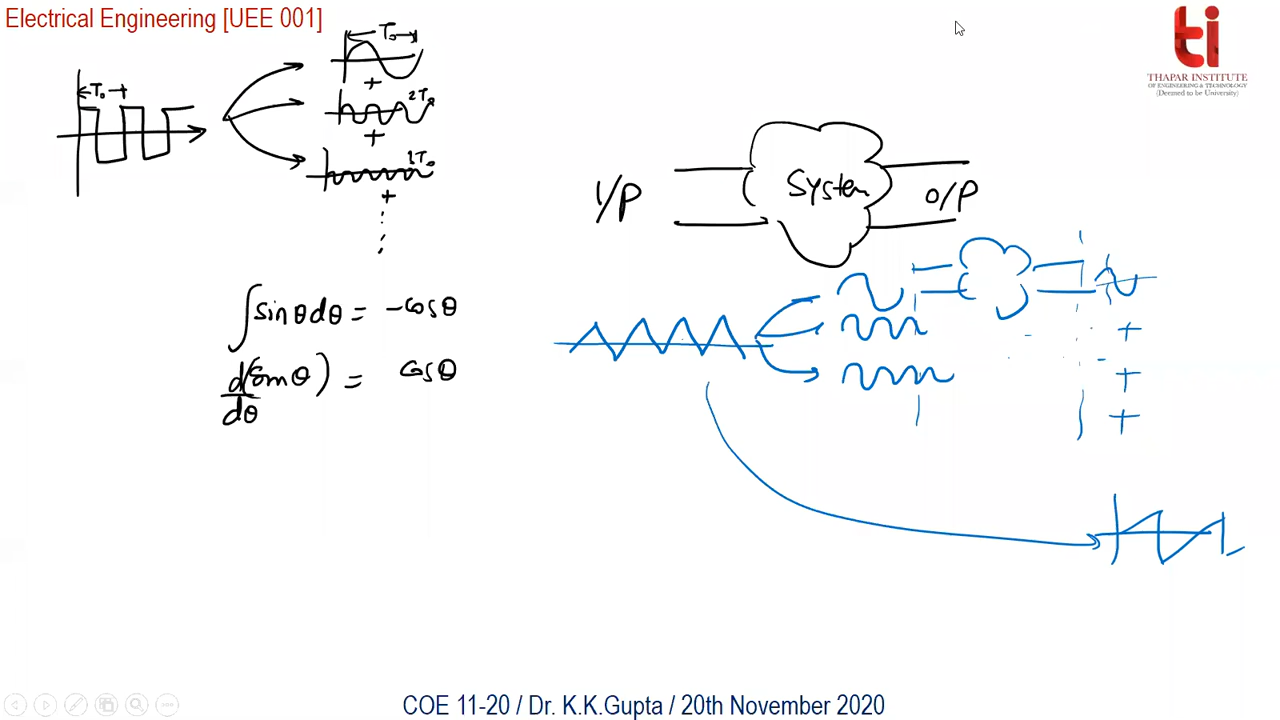 Electrical Engineering [UEE 001]
ti
THAPAR INSTITUTE
OF ENGINEERING & TECHNOLOGY
(Deemed to be University)
T₀
T₀
+
2T₀
+
+
I/P
System
O/P
∫sinθdθ = -cosθ
d(sinθ)/dθ = cosθ
+
+
+
COE 11-20 / Dr. K.K.Gupta / 20th November 2020